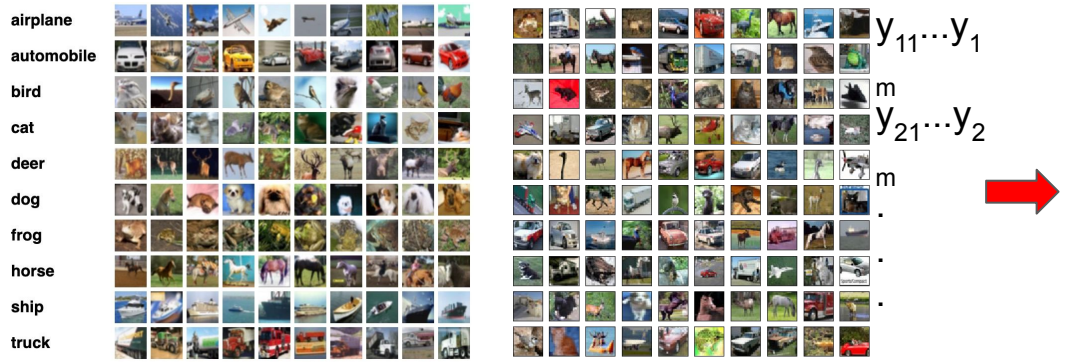 airplane
automobile
bird
cat
deer
dog
frog
horse
ship
truck
y11...y1
m
y21...y2
m
.
.
.